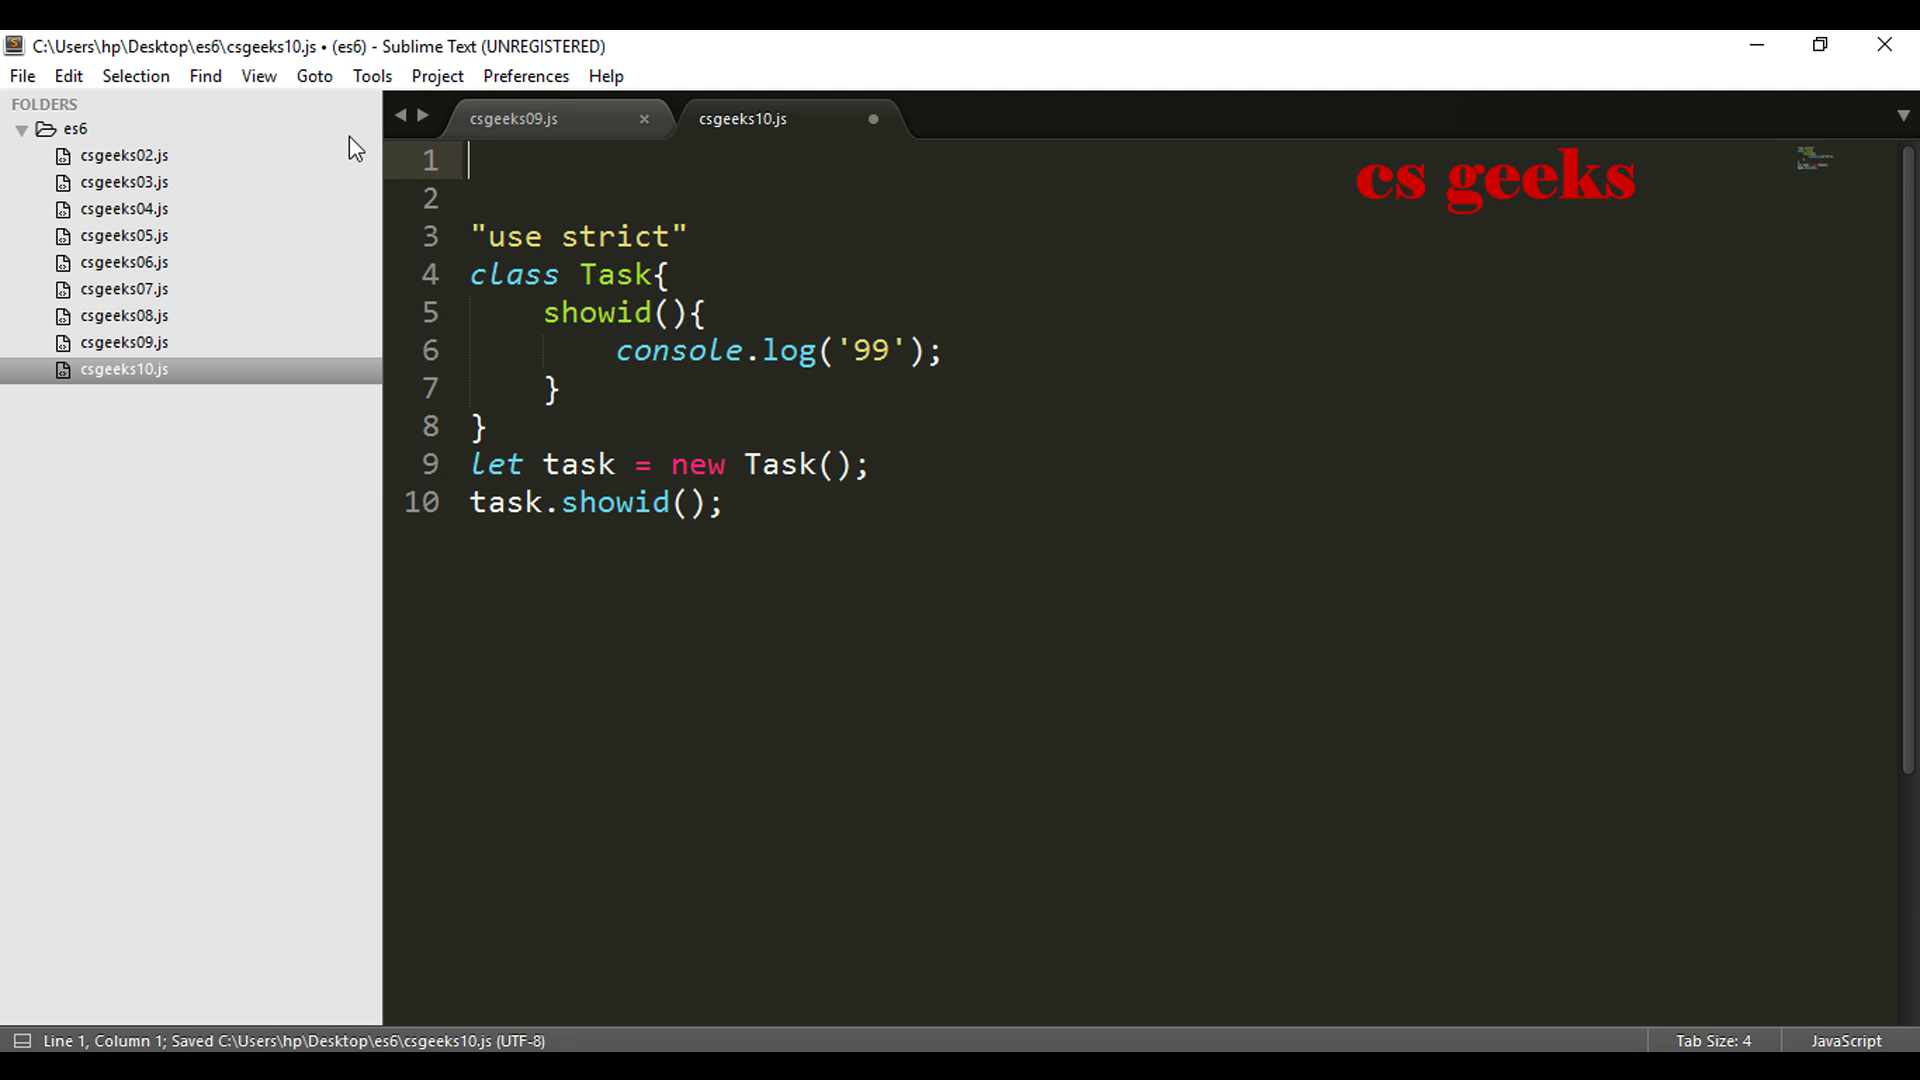 C:\Users\hp\Desktop\es6\csgeeks10.js • (es6) - Sublime Text (UNREGISTERED)
File Edit Selection Find View Goto Tools Project Preferences Help
FOLDERS
es6
csgeeks02.js
csgeeks03.js
csgeeks04.js
csgeeks05.js
csgeeks06.js
csgeeks07.js
csgeeks08.js
csgeeks09.js
csgeeks10.js
csgeeks09.js × csgeeks10.js
cs geeks
1
2
3 "use strict"
4 class Task{
5     showid(){
6         console.log('99');
7     }
8 }
9 let task = new Task();
10 task.showid();
Line 1, Column 1; Saved C:\Users\hp\Desktop\es6\csgeeks10.js (UTF-8) Tab Size: 4 JavaScript